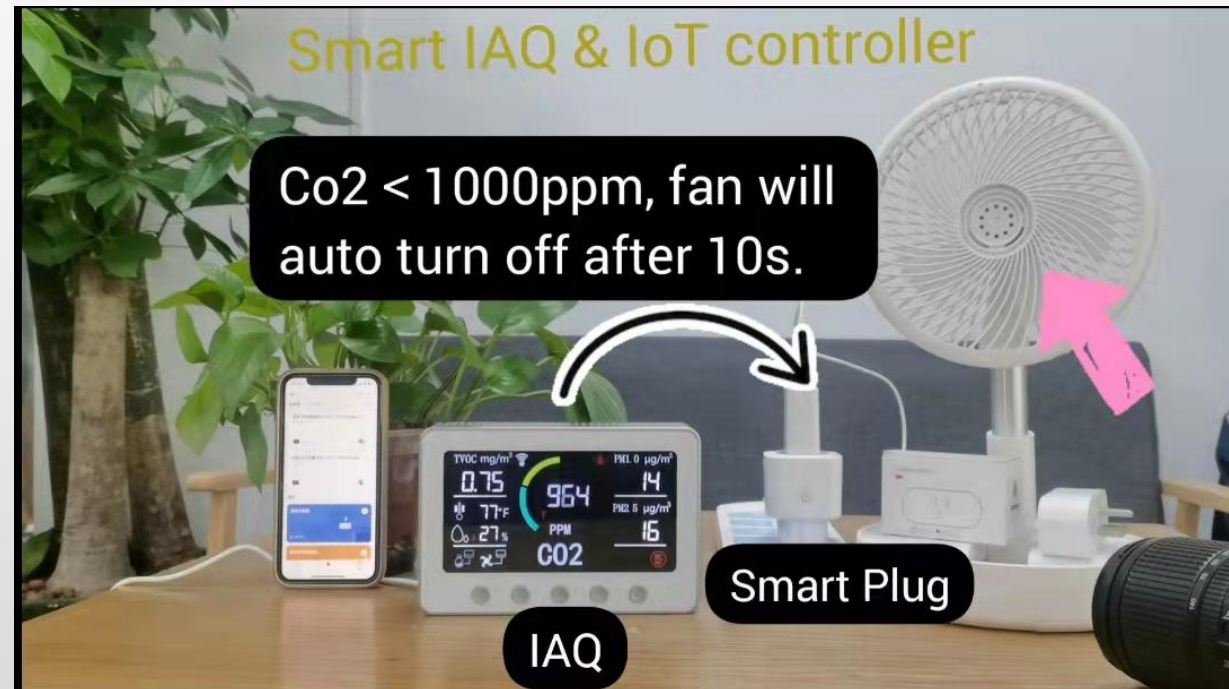 Smart IAQ & IoT controller
Co2 < 1000ppm, fan will
auto turn off after 10s.
TVOC mg/m³
0.75
77°F
27%
964
PPM
CO2
PM1.0 µg/m³
14
PM2.5 µg/m³
16
Smart Plug
IAQ